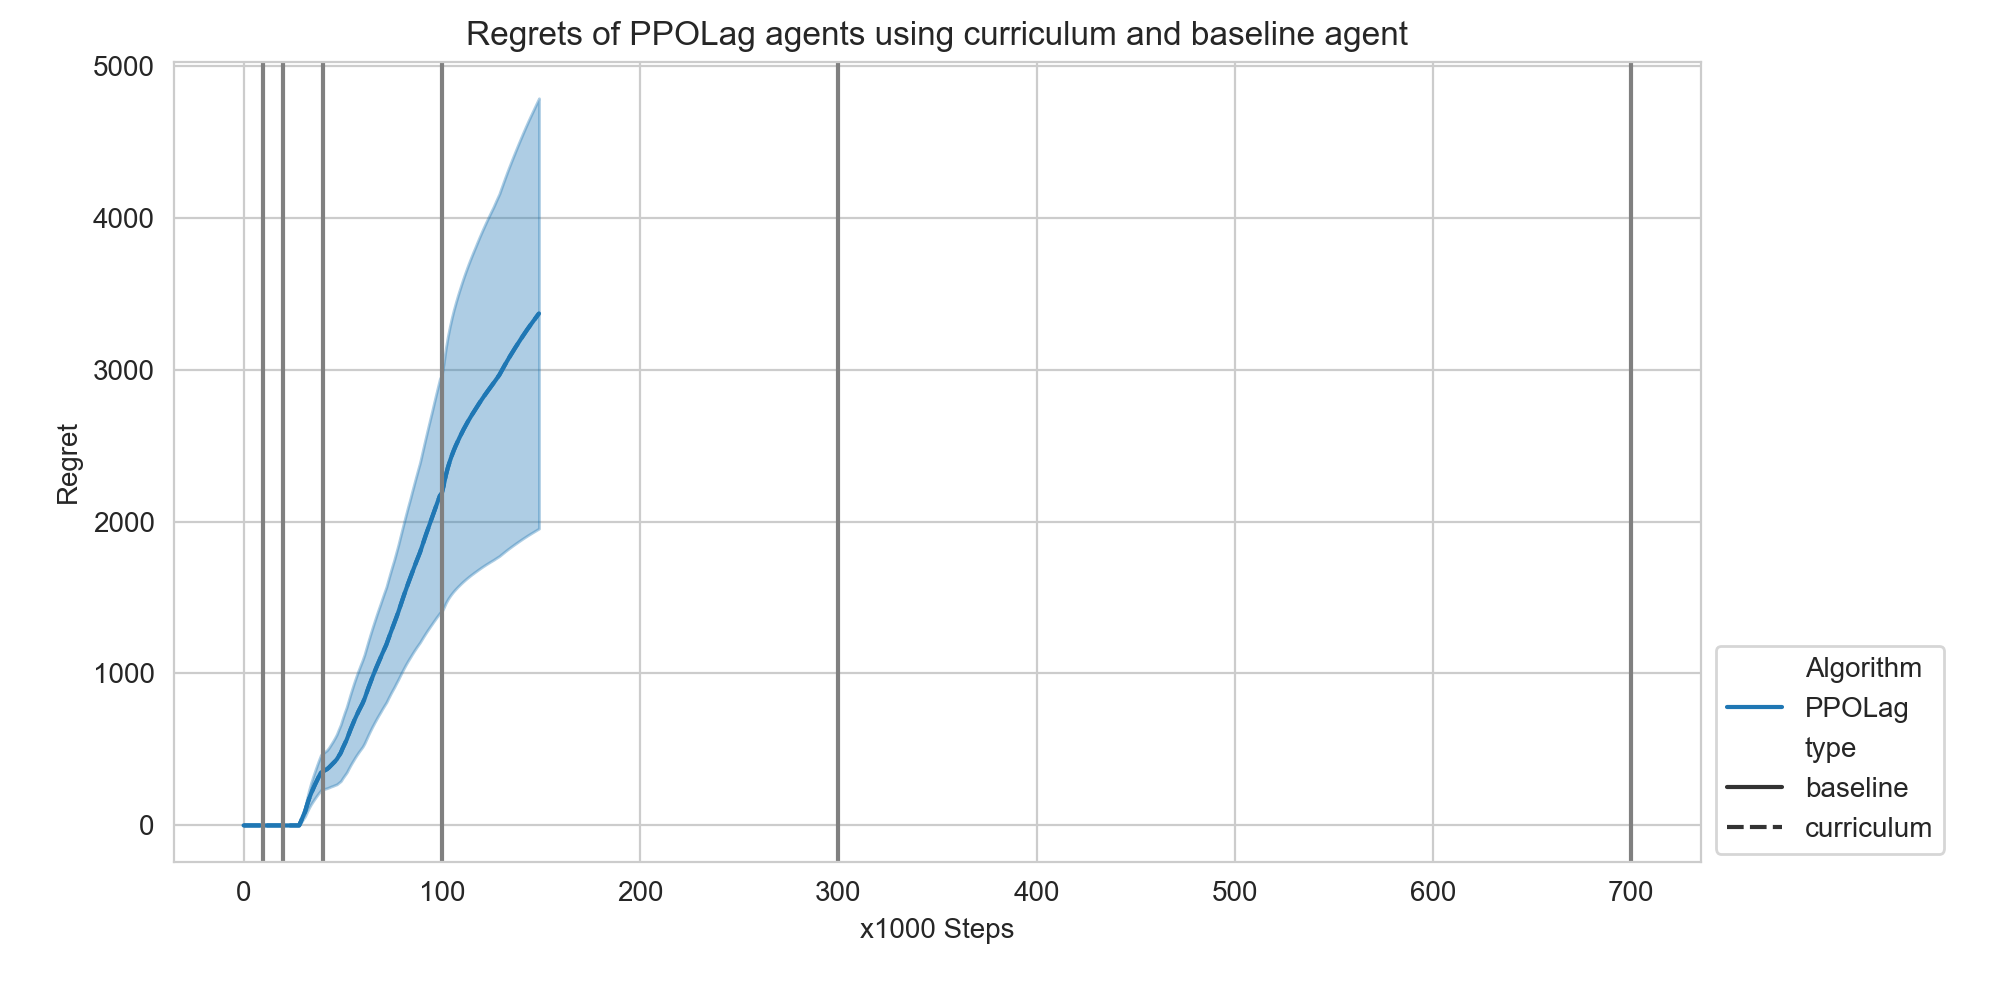 Regrets of PPOLag agents using curriculum and baseline agent
5000
4000
3000
2000
1000
0
Regret
0 100 200 300 400 500 600 700
x1000 Steps
Algorithm
PPOLag
type
baseline
curriculum